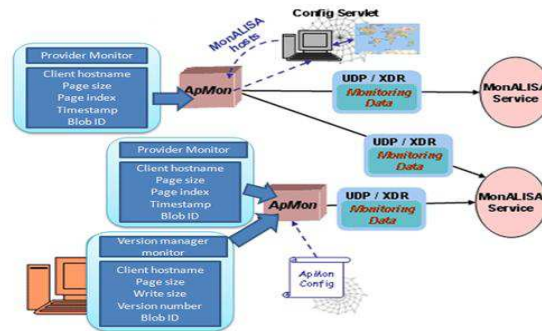 Config Servlet
MonALISA
hosts
Provider Monitor
Client hostname
Page size
Page index
Timestamp
Blob ID
ApMon
UDP / XDR
Monitoring
Data
MonALISA
Service
UDP / XDR
Monitoring
Data
Provider Monitor
Client hostname
Page size
Page index
Timestamp
Blob ID
ApMon
UDP / XDR
Monitoring
Data
MonALISA
Service
Version manager
monitor
Client hostname
Page size
Write size
Version number
Blob ID
ApMon
Config